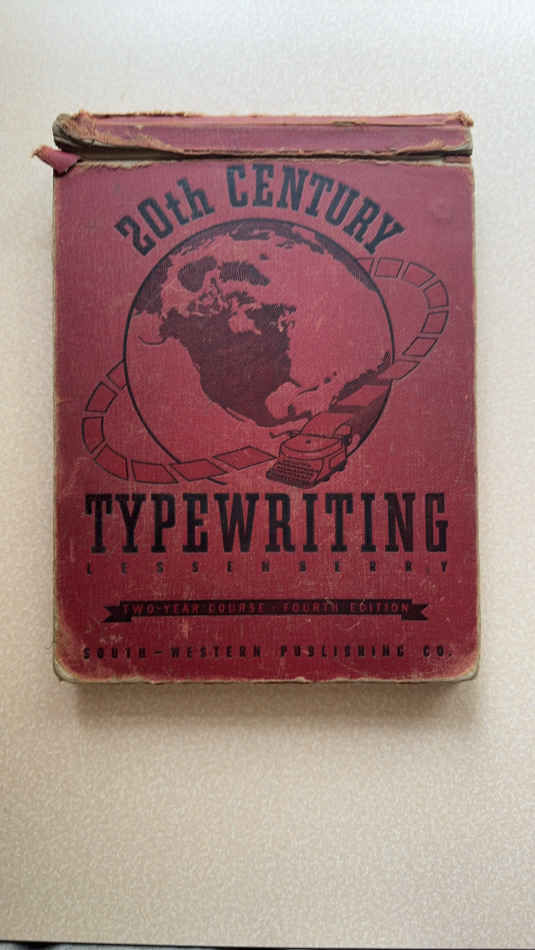 20th CENTURY
TYPEWRITING
LESSENBERRY
TWO-YEAR COURSE · FOURTH EDITION
SOUTH-WESTERN PUBLISHING CO.